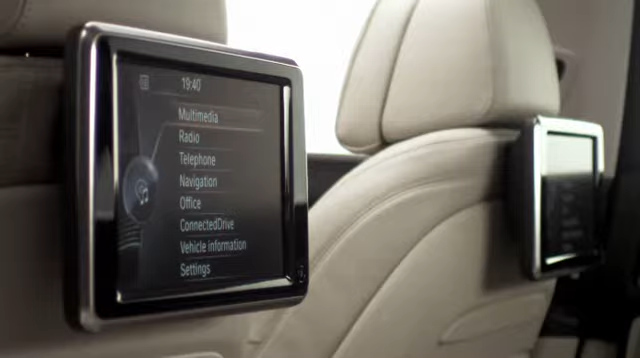 19:40
Multimedia
Radio
Telephone
Navigation
Office
ConnectedDrive
Vehicle information
Settings